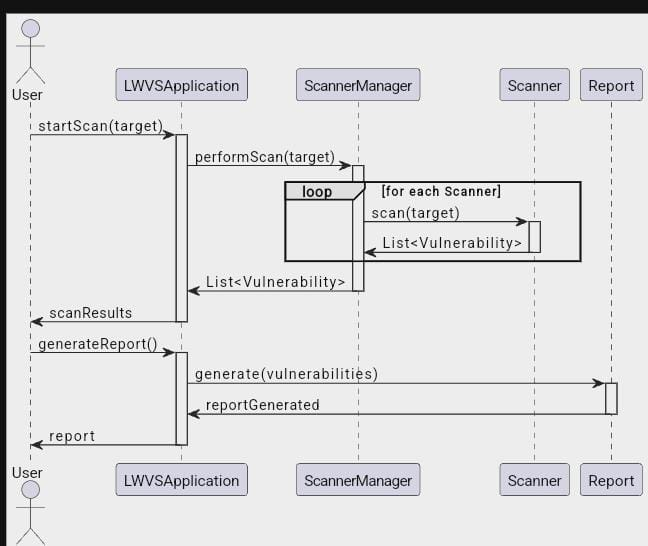 User
LWVSApplication
ScannerManager
Scanner
Report
startScan(target)
performScan(target)
loop
[for each Scanner]
scan(target)
List<Vulnerability>
List<Vulnerability>
scanResults
generateReport()
generate(vulnerabilities)
reportGenerated
report
User
LWVSApplication
ScannerManager
Scanner
Report